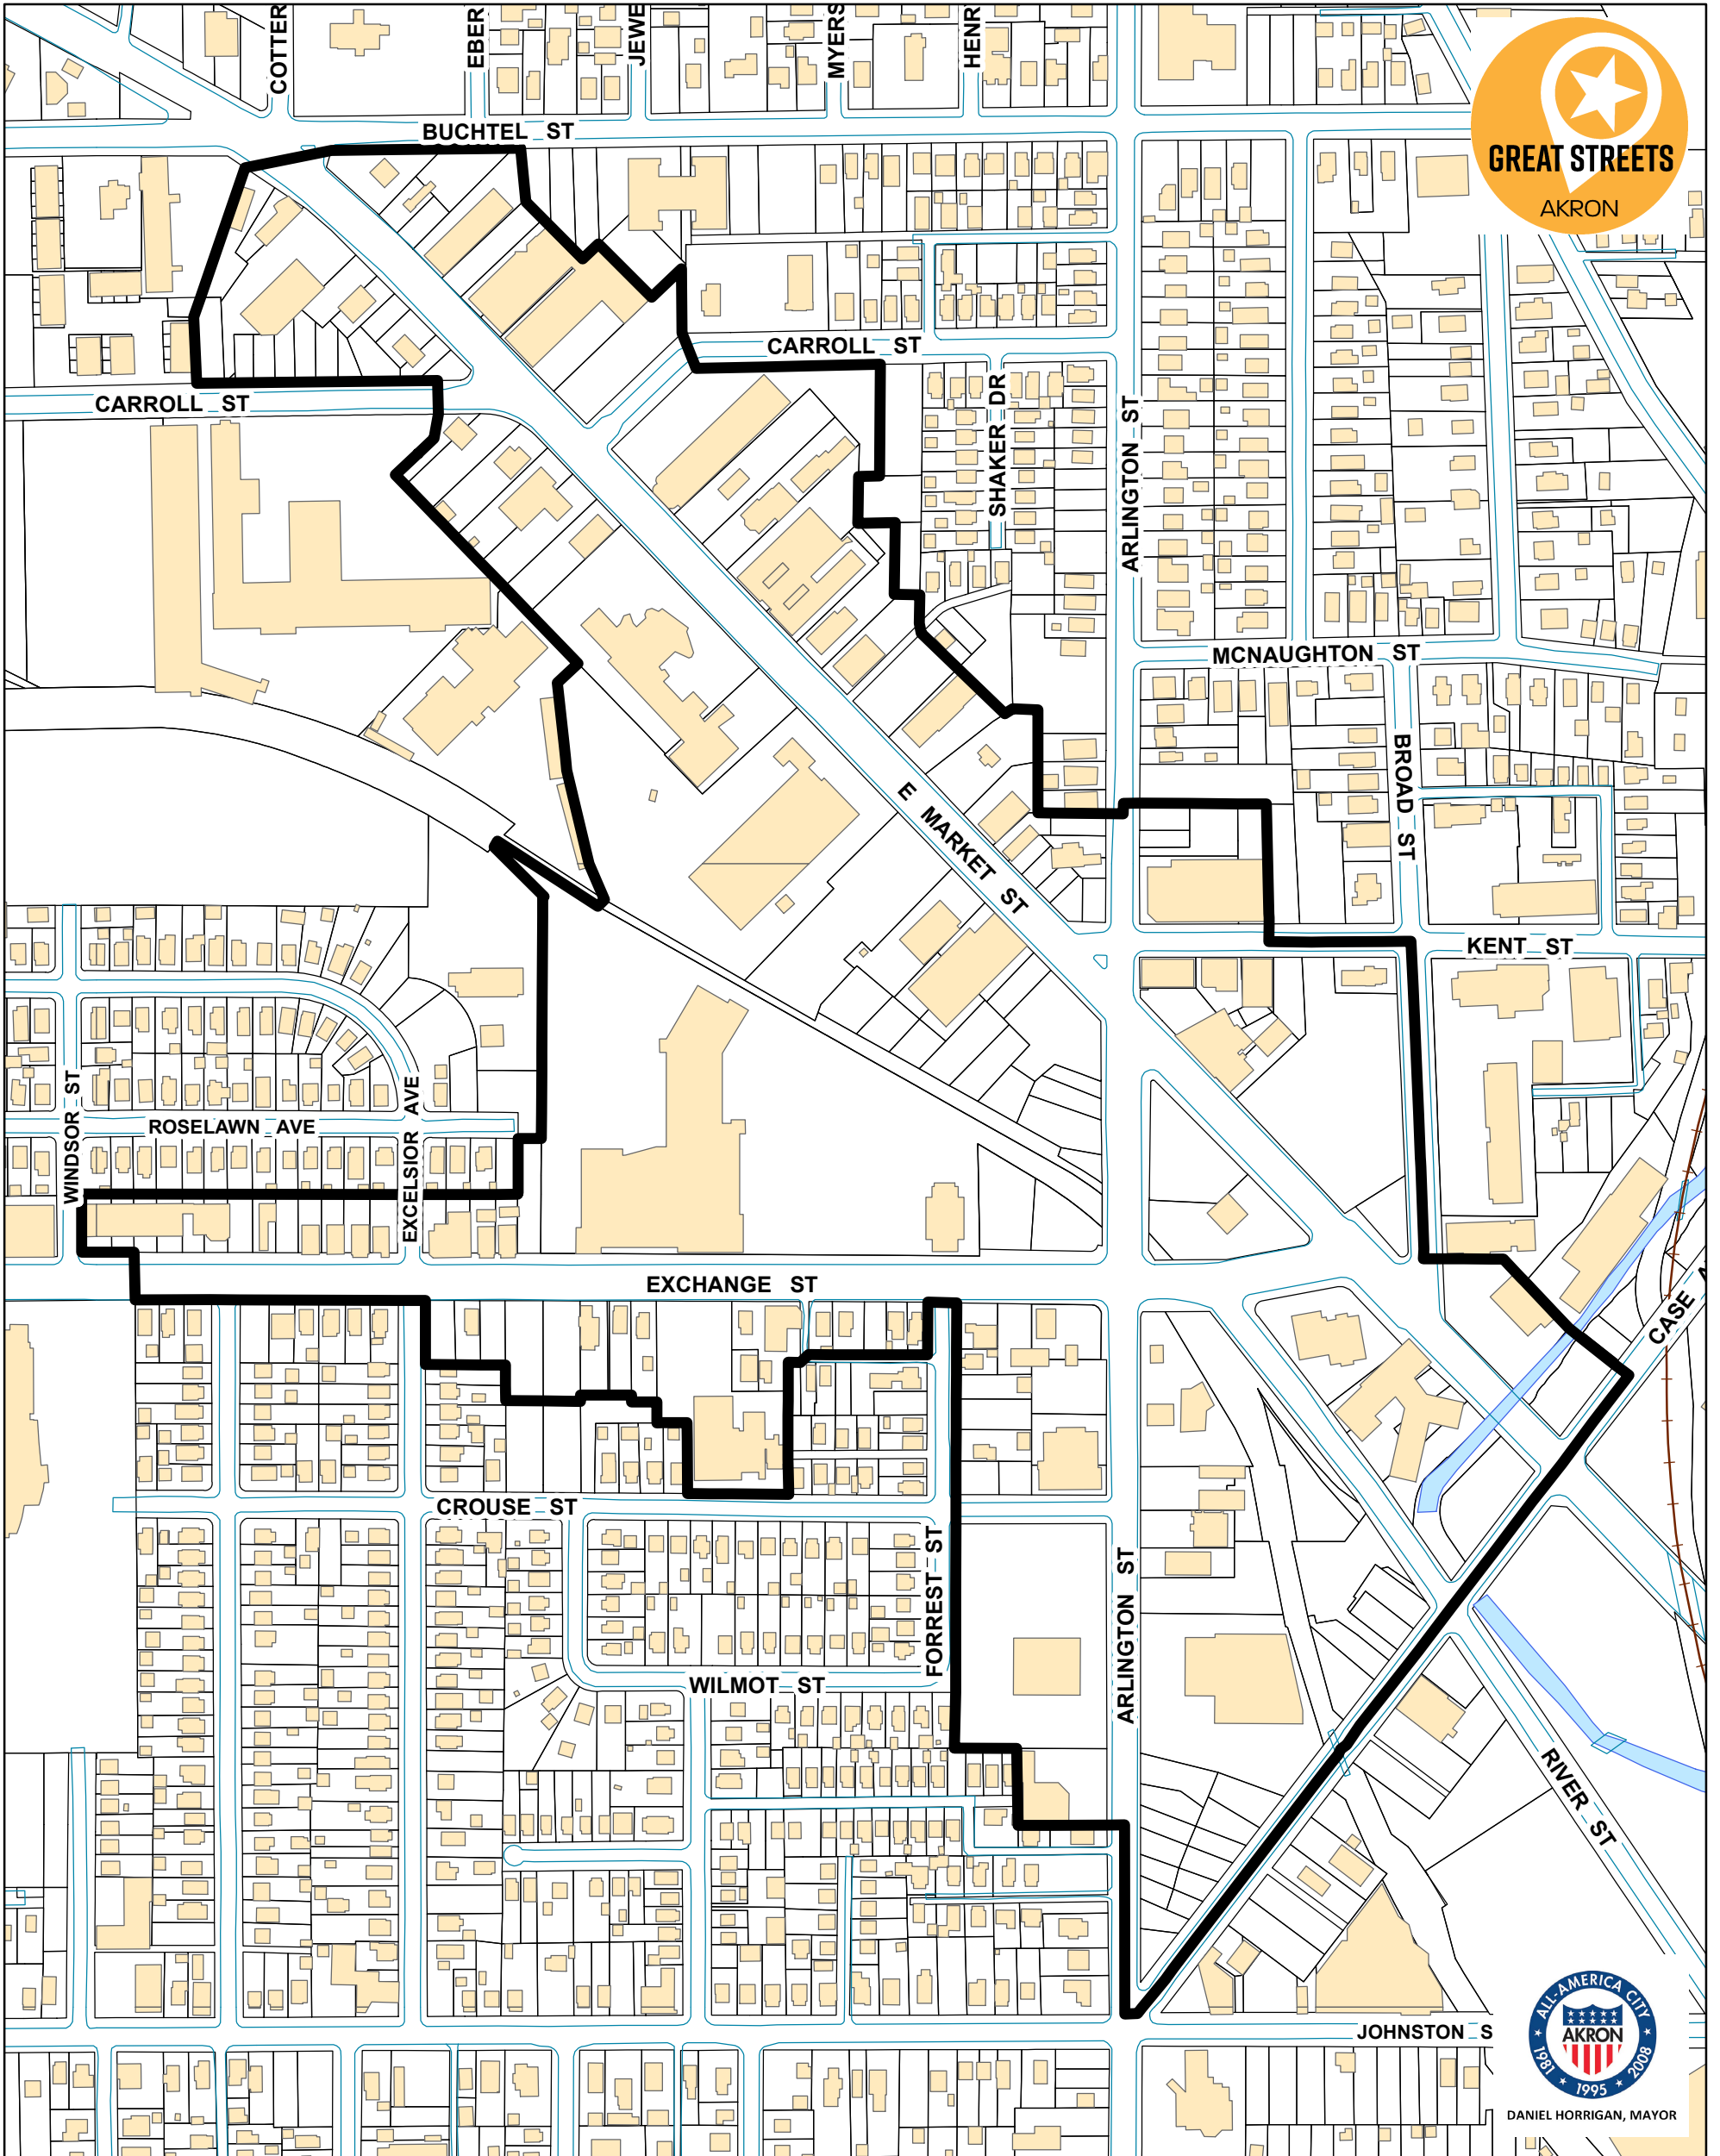 COTTER
EBER
JEWE
MYERS
HENR
BUCHTEL ST
GREAT STREETS
AKRON
CARROLL ST
CARROLL ST
SHAKER DR
ARLINGTON ST
MCNAUGHTON ST
BROAD ST
E MARKET ST
KENT ST
WINDSOR ST
ROSELAWN AVE
EXCELSIOR AVE
EXCHANGE ST
CASE
CROUSE ST
FORREST ST
ARLINGTON ST
WILMOT ST
RIVER ST
JOHNSTON S
ALL-AMERICA CITY
AKRON
1981 1995 2008
DANIEL HORRIGAN, MAYOR